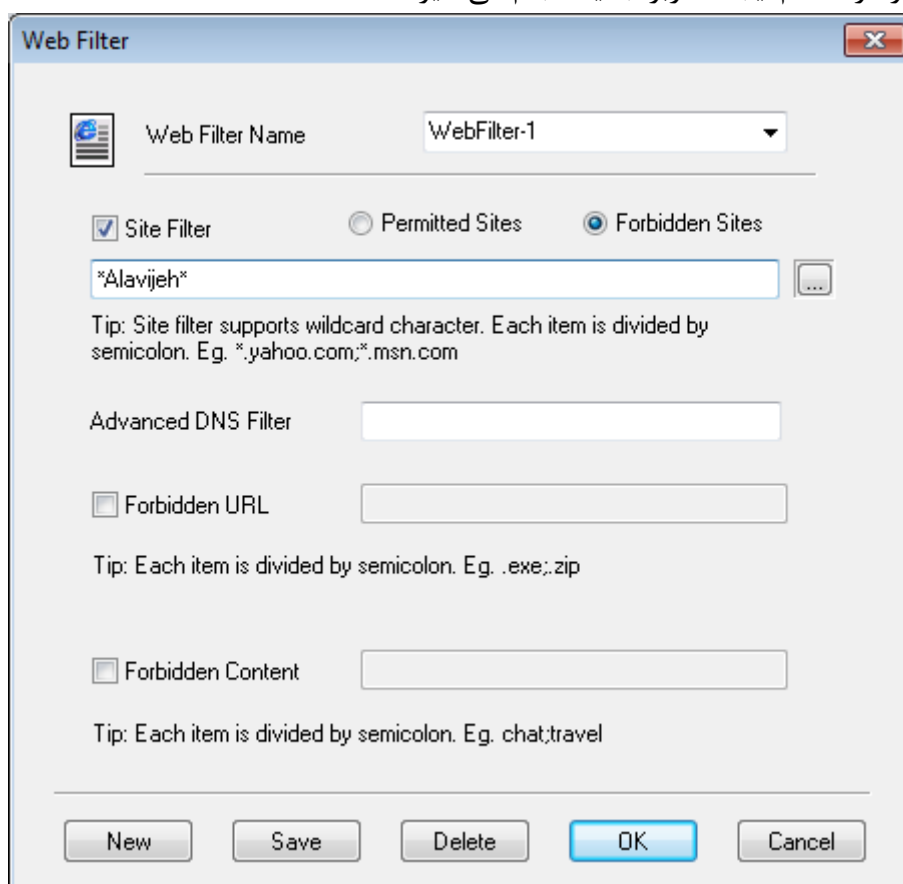 Web Filter
Web Filter Name
WebFilter-1
Site Filter
Permitted Sites
Forbidden Sites
*Alavijeh*
...
Tip: Site filter supports wildcard character. Each item is divided by
semicolon. Eg. *.yahoo.com;*.msn.com
Advanced DNS Filter
Forbidden URL
Tip: Each item is divided by semicolon. Eg. .exe;.zip
Forbidden Content
Tip: Each item is divided by semicolon. Eg. chat;travel
New
Save
Delete
OK
Cancel